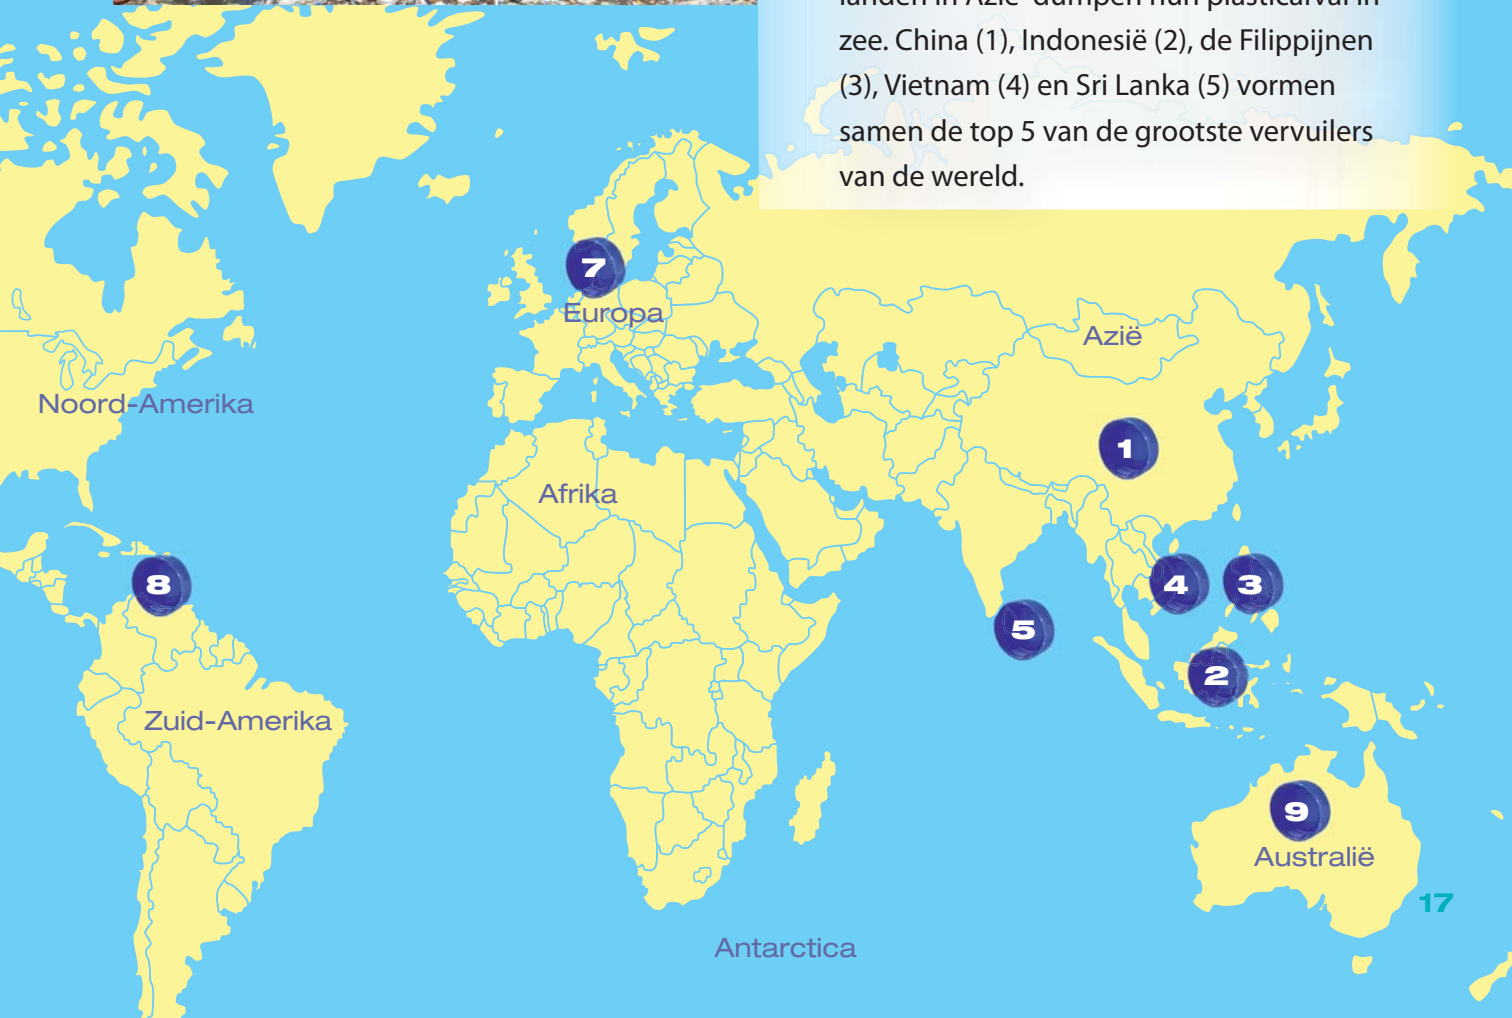 zee. China (1), Indonesië (2), de Filippijnen
(3), Vietnam (4) en Sri Lanka (5) vormen
samen de top 5 van de grootste vervuilers
van de wereld.
7
Europa
Azië
Noord-Amerika
1
Afrika
8
4
3
5
2
Zuid-Amerika
9
Australië
17
Antarctica